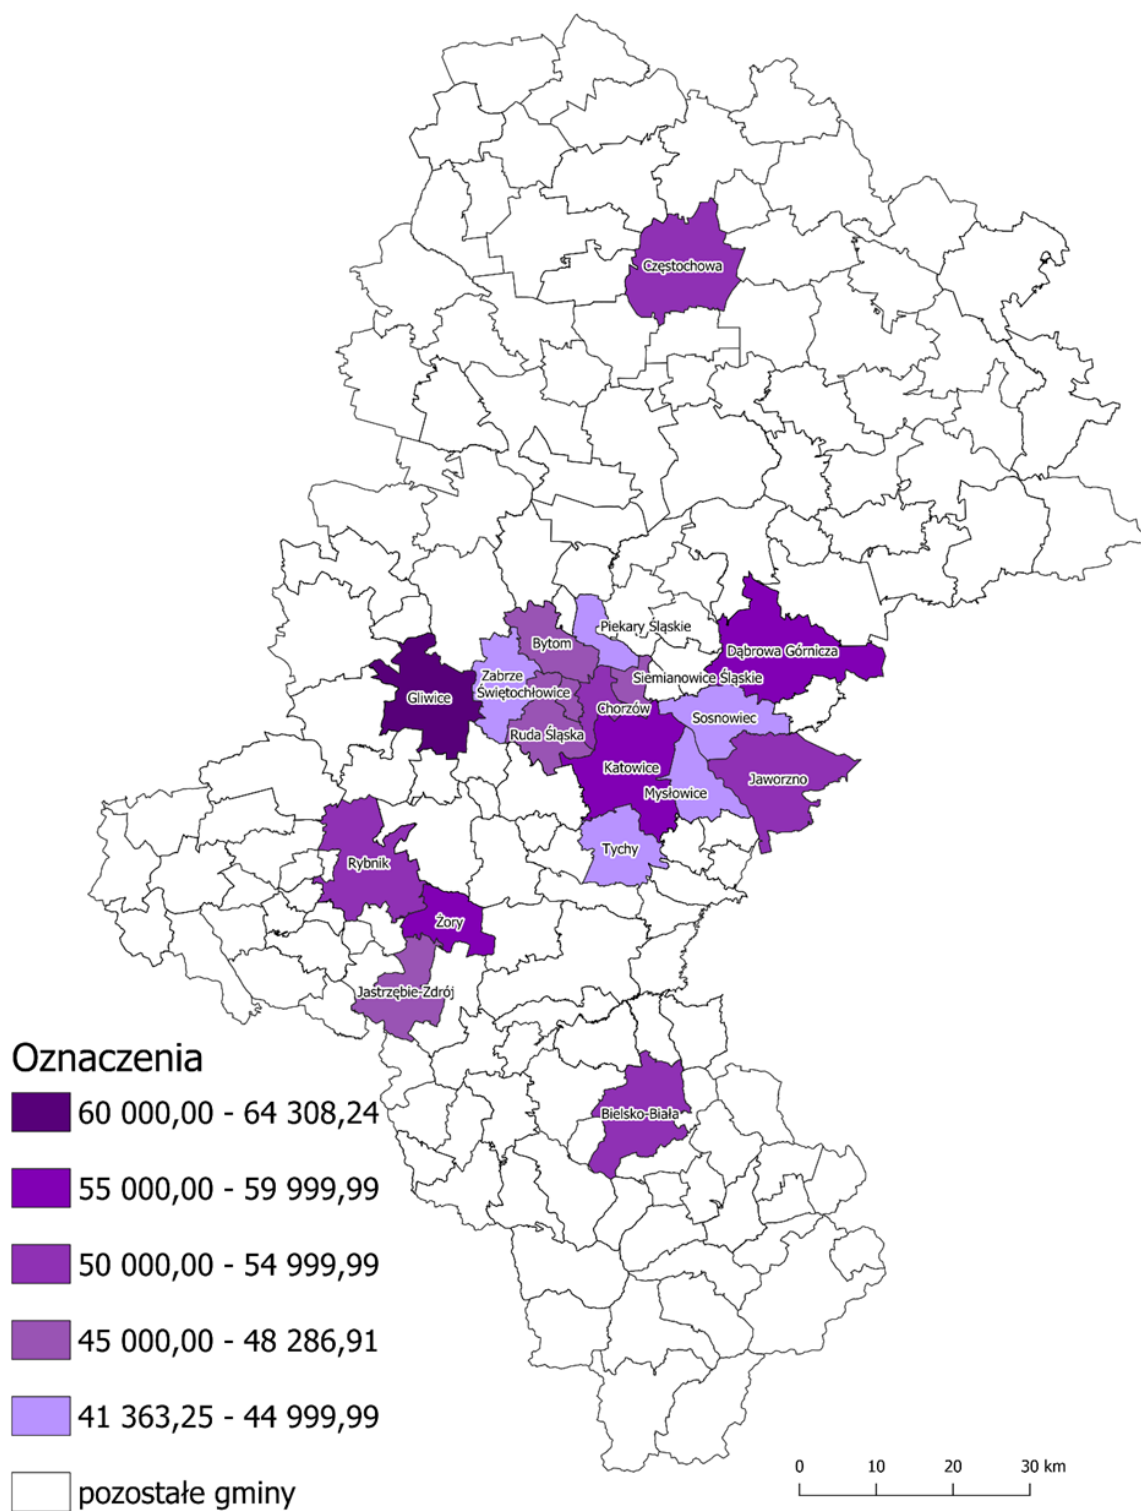 Częstochowa
Piekary Śląskie
Bytom
Dąbrowa Górnicza
Zabrze
Siemianowice Śląskie
Świętochłowice
Gliwice
Chorzów
Sosnowiec
Ruda Śląska
Katowice
Jaworzno
Mysłowice
Tychy
Rybnik
Żory
Jastrzębie-Zdrój
Bielsko-Biała
Oznaczenia
60 000,00 - 64 308,24
55 000,00 - 59 999,99
50 000,00 - 54 999,99
45 000,00 - 48 286,91
41 363,25 - 44 999,99
pozostałe gminy
0 10 20 30 km